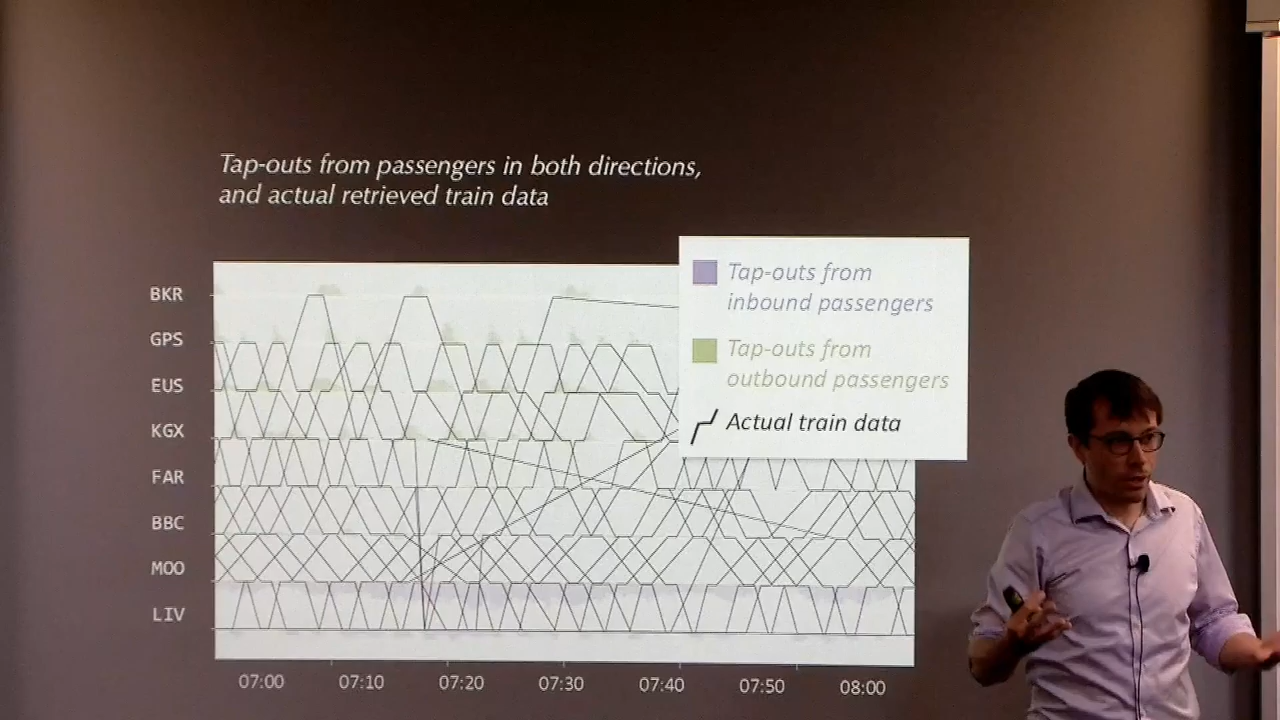 Tap-outs from passengers in both directions,
and actual retrieved train data
Tap-outs from
inbound passengers
Tap-outs from
outbound passengers
Actual train data
BKR
GPS
EUS
KGX
FAR
BBC
MOO
LIV
07:00
07:10
07:20
07:30
07:40
07:50
08:00